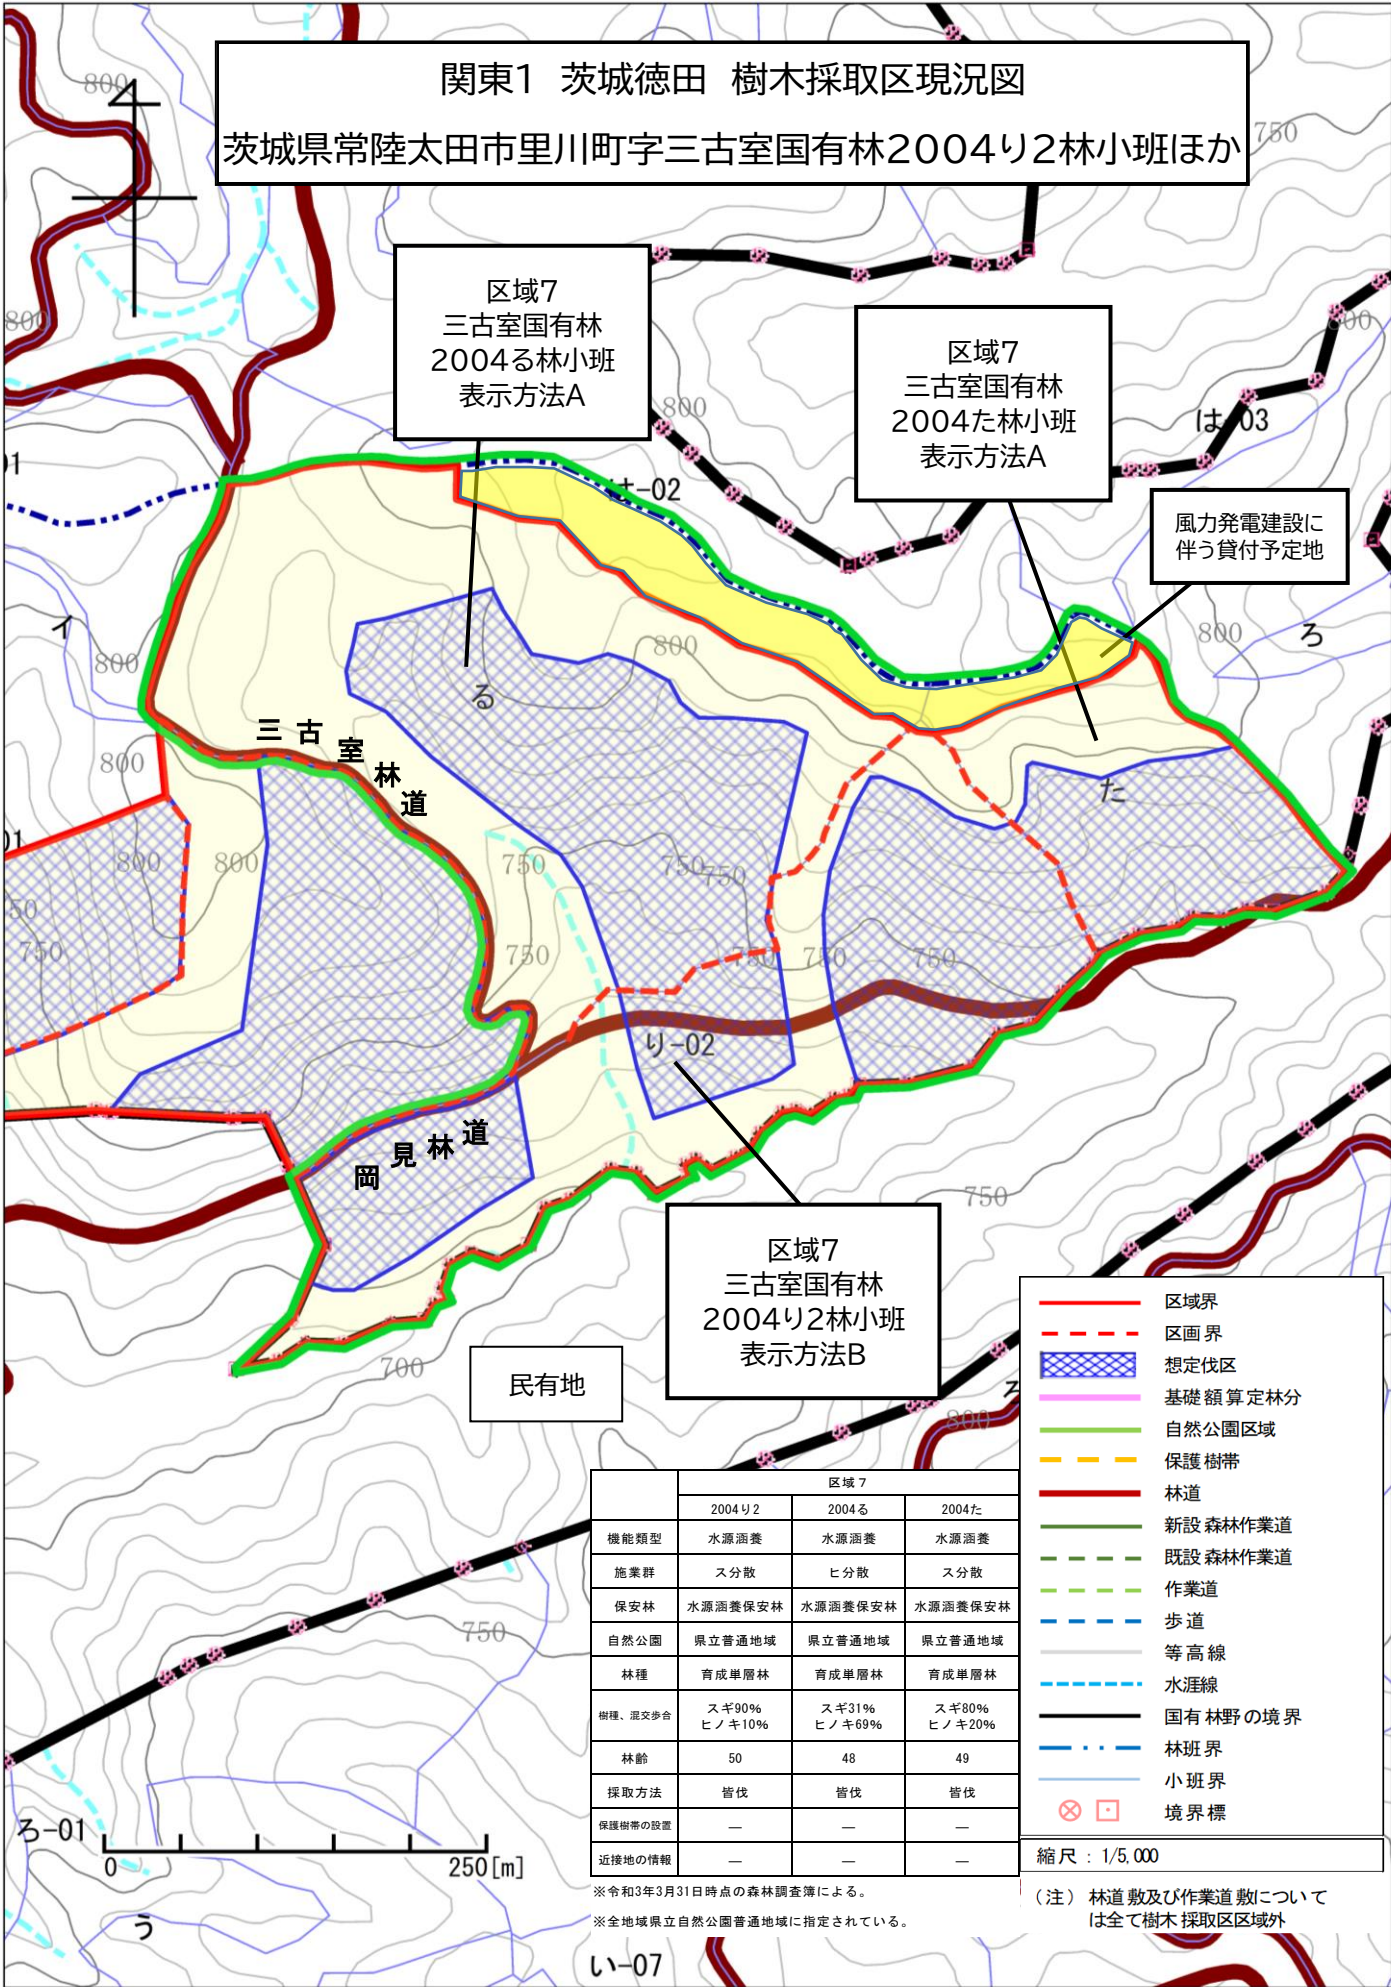 関東1 茨城徳田 樹木採取区現況図
茨城県常陸太田市里川町字三古室国有林2004り2林小班ほか
800
750
800
区域7
三古室国有林
2004る林小班
表示方法A
区域7
三古室国有林
2004た林小班
表示方法A
800
800
は-03
01
は-02
風力発電建設に
伴う貸付予定地
イ
800
800
800
ろ
る
三古室林道
800
た
01
800
800
750
750
750
50
750
750
750
750
750
り-02
岡見林道
750
区域7
三古室国有林
2004り2林小班
表示方法B
700
民有地
ろ
800
区域界
区画界
想定伐区
基礎額算定林分
自然公園区域
保護樹帯
林道
新設森林作業道
既設森林作業道
作業道
歩道
等高線
水涯線
国有林野の境界
林班界
小班界
境界標
縮尺：1/5,000
（注） 林道敷及び作業道敷について
は全て樹木採取区区域外
区域7
2004り2 2004る 2004た
機能類型 水源涵養 水源涵養 水源涵養
施業群 ス分散 ヒ分散 ス分散
保安林 水源涵養保安林 水源涵養保安林 水源涵養保安林
自然公園 県立普通地域 県立普通地域 県立普通地域
林種 育成単層林 育成単層林 育成単層林
樹種、混交歩合 スギ90% スギ31% スギ80%
ヒノキ10% ヒノキ69% ヒノキ20%
林齢 50 48 49
採取方法 皆伐 皆伐 皆伐
保護樹帯の設置 ― ― ―
近接地の情報 ― ― ―
※令和3年3月31日時点の森林調査簿による。
※全地域県立自然公園普通地域に指定されている。
750
ろ-01
0 250[m]
う
い-07